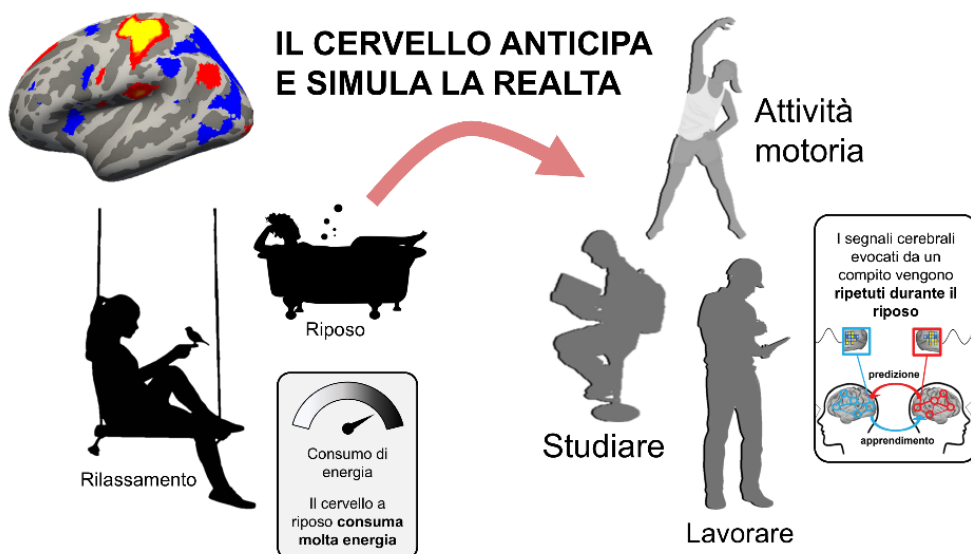 IL CERVELLO ANTICIPA
E SIMULA LA REALTA
Attività
motoria
Riposo
Rilassamento
Consumo di
energia
Il cervello a
riposo consuma
molta energia
Studiare
Lavorare
I segnali cerebrali
evocati da un
compito vengono
ripetuti durante il
riposo
predizione
apprendimento